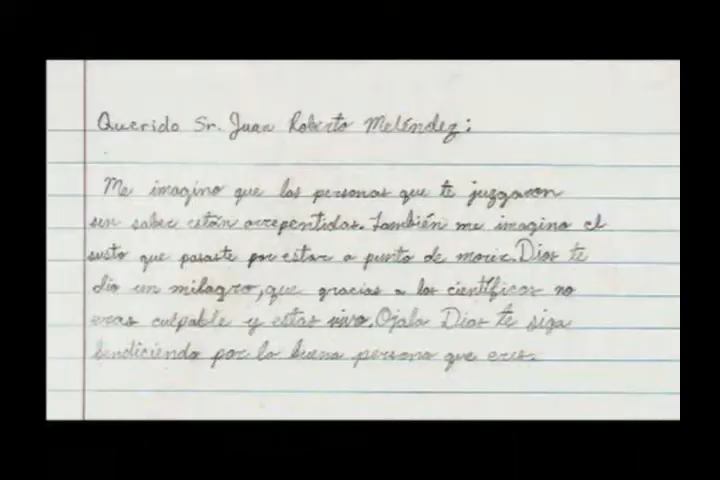 Querido Sr. Juan Roberto Meléndez:
Me imagino que las personas que te juzgaron
sin saber están arrepentidas. También me imagino el
susto que pasaste por estar a punto de morir. Dios te
dio un milagro, que gracias a los científicos no
eras culpable y estas vivo. Ojala Dios te siga
bendiciendo por la buena persona que eres.